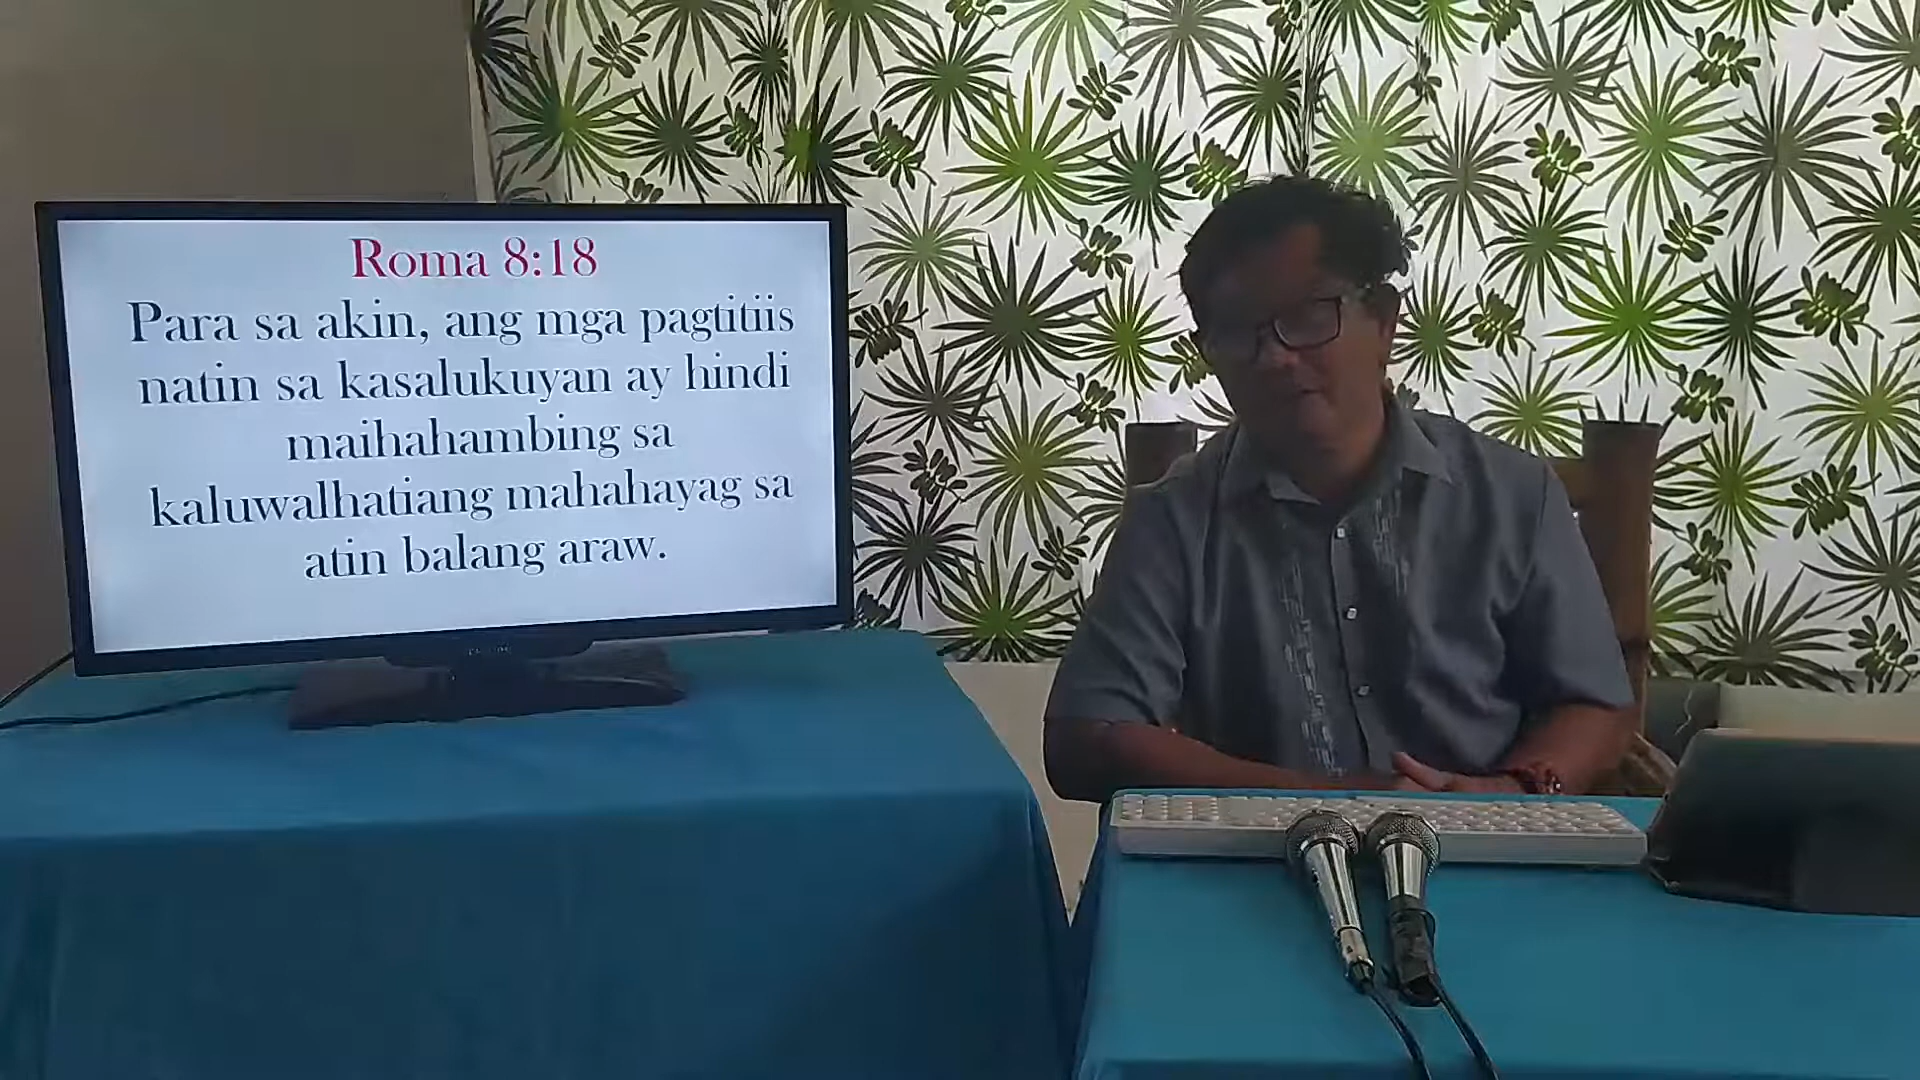 Roma 8:18
Para sa akin, ang mga pagtitiis
natin sa kasalukuyan ay hindi
maihahambing sa
kaluwalhatiang mahahayag sa
atin balang araw.